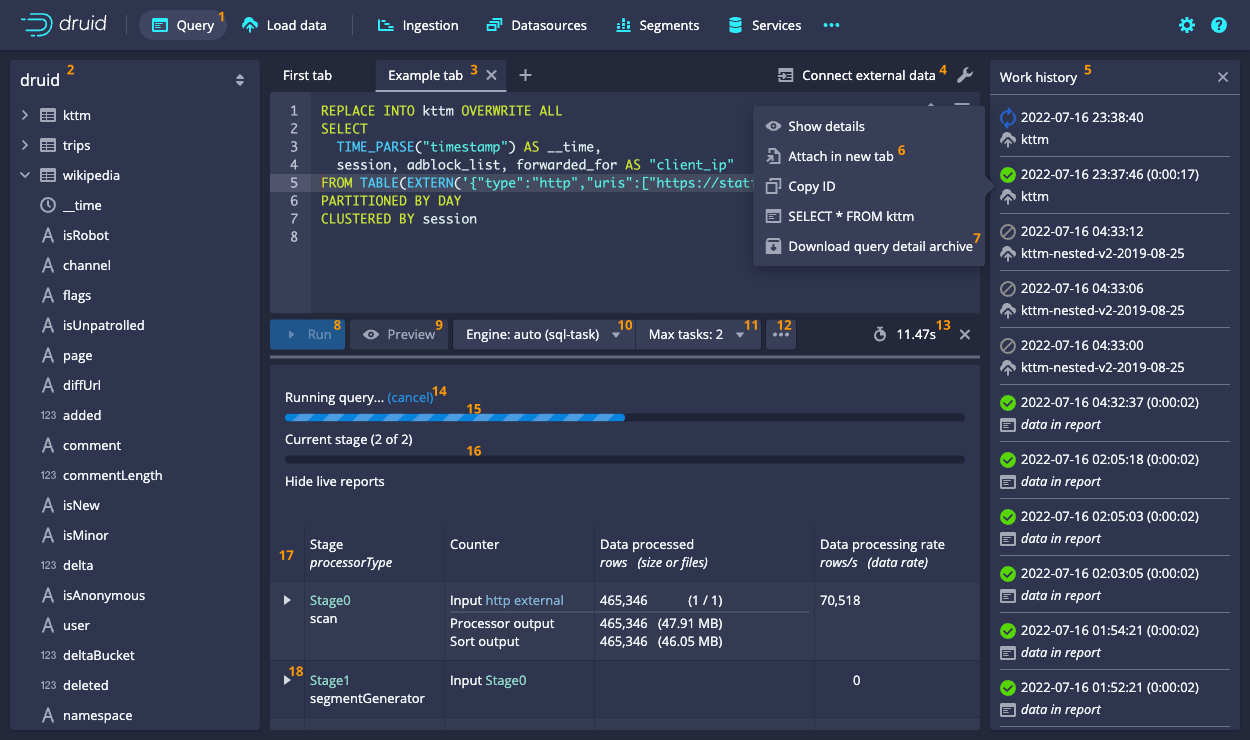 druid
Query 1
Load data
Ingestion
Datasources
Segments
Services
druid 2
kttm
trips
wikipedia
__time
isRobot
channel
flags
isUnpatrolled
page
diffUrl
added
comment
commentLength
isNew
isMinor
delta
isAnonymous
user
deltaBucket
deleted
namespace
First tab
Example tab 3
Connect external data 4
1 REPLACE INTO kttm OVERWRITE ALL
2 SELECT
3 TIME_PARSE("timestamp") AS __time,
4 session, adblock_list, forwarded_for AS "client_ip"
5 FROM TABLE(EXTERN('{"type":"http","uris":["https://stat
6 PARTITIONED BY DAY
7 CLUSTERED BY session
8
Show details
Attach in new tab 6
Copy ID
SELECT * FROM kttm
Download query detail archive 7
Run 8
Preview 9
Engine: auto (sql-task) 10
Max tasks: 2 11
12
11.47s 13
Running query... (cancel) 14
15
Current stage (2 of 2)
16
Hide live reports
17
Stage Counter Data processed Data processing rate
processorType rows (size or files) rows/s (data rate)
Stage0 Input http external 465,346 (1 / 1) 70,518
scan
Processor output 465,346 (47.91 MB)
Sort output 465,346 (46.05 MB)
18
Stage1 Input Stage0 0
segmentGenerator
Work history 5
2022-07-16 23:38:40
kttm
2022-07-16 23:37:46 (0:00:17)
kttm
2022-07-16 04:33:12
kttm-nested-v2-2019-08-25
2022-07-16 04:33:06
kttm-nested-v2-2019-08-25
2022-07-16 04:33:00
kttm-nested-v2-2019-08-25
2022-07-16 04:32:37 (0:00:02)
data in report
2022-07-16 02:05:18 (0:00:02)
data in report
2022-07-16 02:05:03 (0:00:02)
data in report
2022-07-16 02:03:05 (0:00:02)
data in report
2022-07-16 01:54:21 (0:00:02)
data in report
2022-07-16 01:52:21 (0:00:02)
data in report